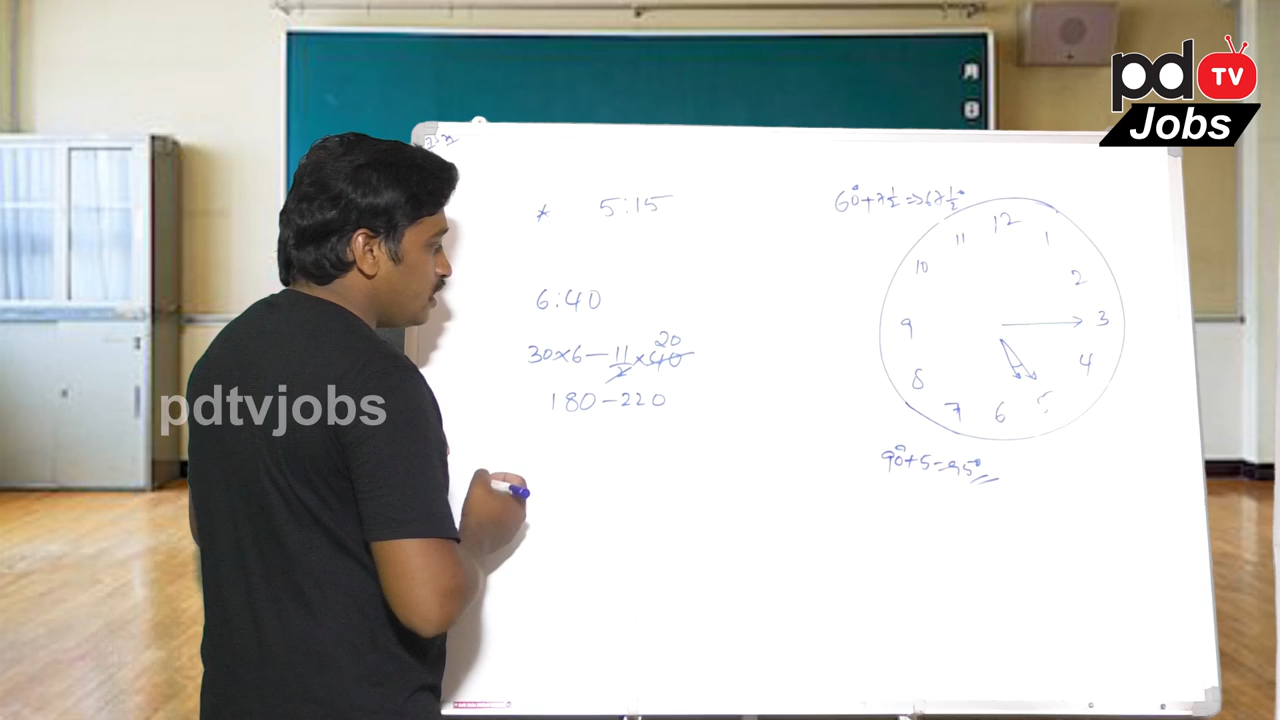 pd TV
Jobs
* 5:15
60°+7½ => 67½°
6:40
20
30×6 – 11/2 ×40
180 – 220
12
11 1
10 2
9 3
8 4
7 6 5
90°+5=95°
pdtvjobs